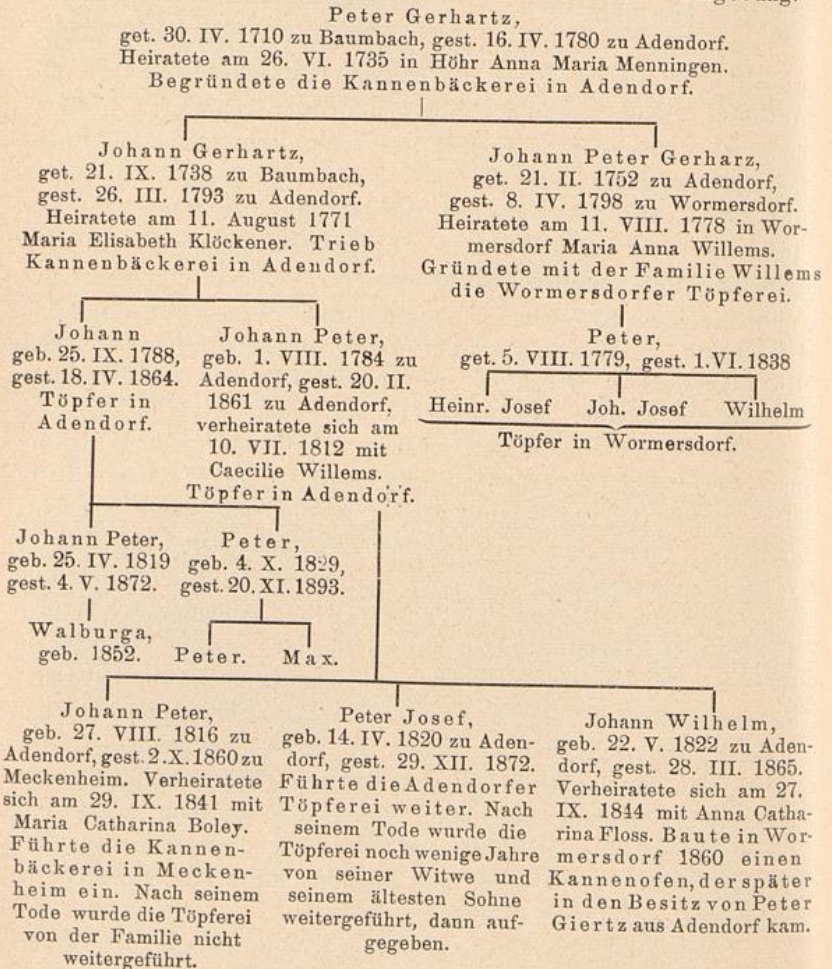 Peter Gerhartz,
get. 30. IV. 1710 zu Baumbach, gest. 16. IV. 1780 zu Adendorf.
Heiratete am 26. VI. 1735 in Höhr Anna Maria Menningen.
Begründete die Kannenbäckerei in Adendorf.
Johann Gerhartz,
get. 21. IX. 1738 zu Baumbach,
gest. 26. III. 1793 zu Adendorf.
Heiratete am 11. August 1771
Maria Elisabeth Klöckener. Trieb
Kannenbäckerei in Adendorf.
Johann Peter Gerharz,
get. 21. II. 1752 zu Adendorf,
gest. 8. IV. 1798 zu Wormersdorf.
Heiratete am 11. VIII. 1778 in Wor-
mersdorf Maria Anna Willems.
Gründete mit der Familie Willems
die Wormersdorfer Töpferei.
Johann
geb. 25. IX. 1788,
gest. 18. IV. 1864.
Töpfer in
Adendorf.
Johann Peter,
geb. 1. VIII. 1784 zu
Adendorf, gest. 20. II.
1861 zu Adendorf,
verheiratete sich am
10. VII. 1812 mit
Caecilie Willems.
Töpfer in Adendorf.
Peter,
get. 5. VIII. 1779, gest. 1. VI. 1838
Heinr. Josef Joh. Josef Wilhelm
Töpfer in Wormersdorf.
Johann Peter,
geb. 25. IV. 1819
gest. 4. V. 1872.
Peter,
geb. 4. X. 1829,
gest. 20. XI. 1893.
Walburga,
geb. 1852.
Peter. Max.
Johann Peter,
geb. 27. VIII. 1816 zu
Adendorf, gest. 2. X. 1860 zu
Meckenheim. Verheiratete
sich am 29. IX. 1841 mit
Maria Catharina Boley.
Führte die Kannen-
bäckerei in Mecken-
heim ein. Nach seinem
Tode wurde die Töpferei
von der Familie nicht
weitergeführt.
Peter Josef,
geb. 14. IV. 1820 zu Aden-
dorf, gest. 29. XII. 1872.
Führte die Adendorfer
Töpferei weiter. Nach
seinem Tode wurde die
Töpferei noch wenige Jahre
von seiner Witwe und
seinem ältesten Sohne
weitergeführt, dann auf-
gegeben.
Johann Wilhelm,
geb. 22. V. 1822 zu Aden-
dorf, gest. 28. III. 1865.
Verheiratete sich am 27.
IX. 1844 mit Anna Catha-
rina Floss. Baute in Wor-
mersdorf 1860 einen
Kannenofen, der später
in den Besitz von Peter
Giertz aus Adendorf kam.